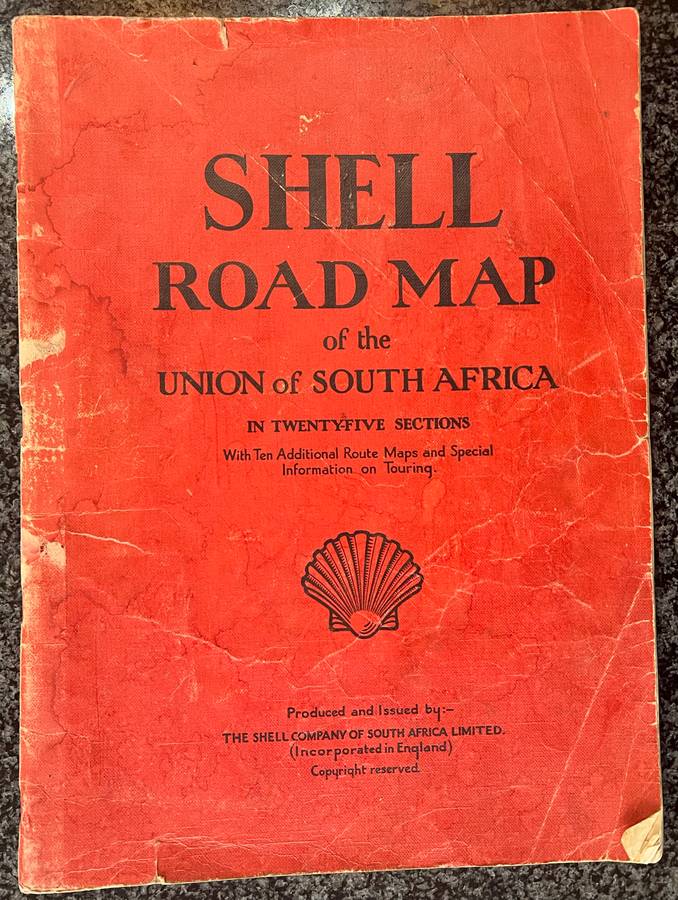 SHELL
ROAD MAP
of the
UNION of SOUTH AFRICA
IN TWENTY-FIVE SECTIONS
With Ten Additional Route Maps and Special
Information on Touring.
Produced and Issued by:-
THE SHELL COMPANY OF SOUTH AFRICA LIMITED.
(Incorporated in England)
Copyright reserved.